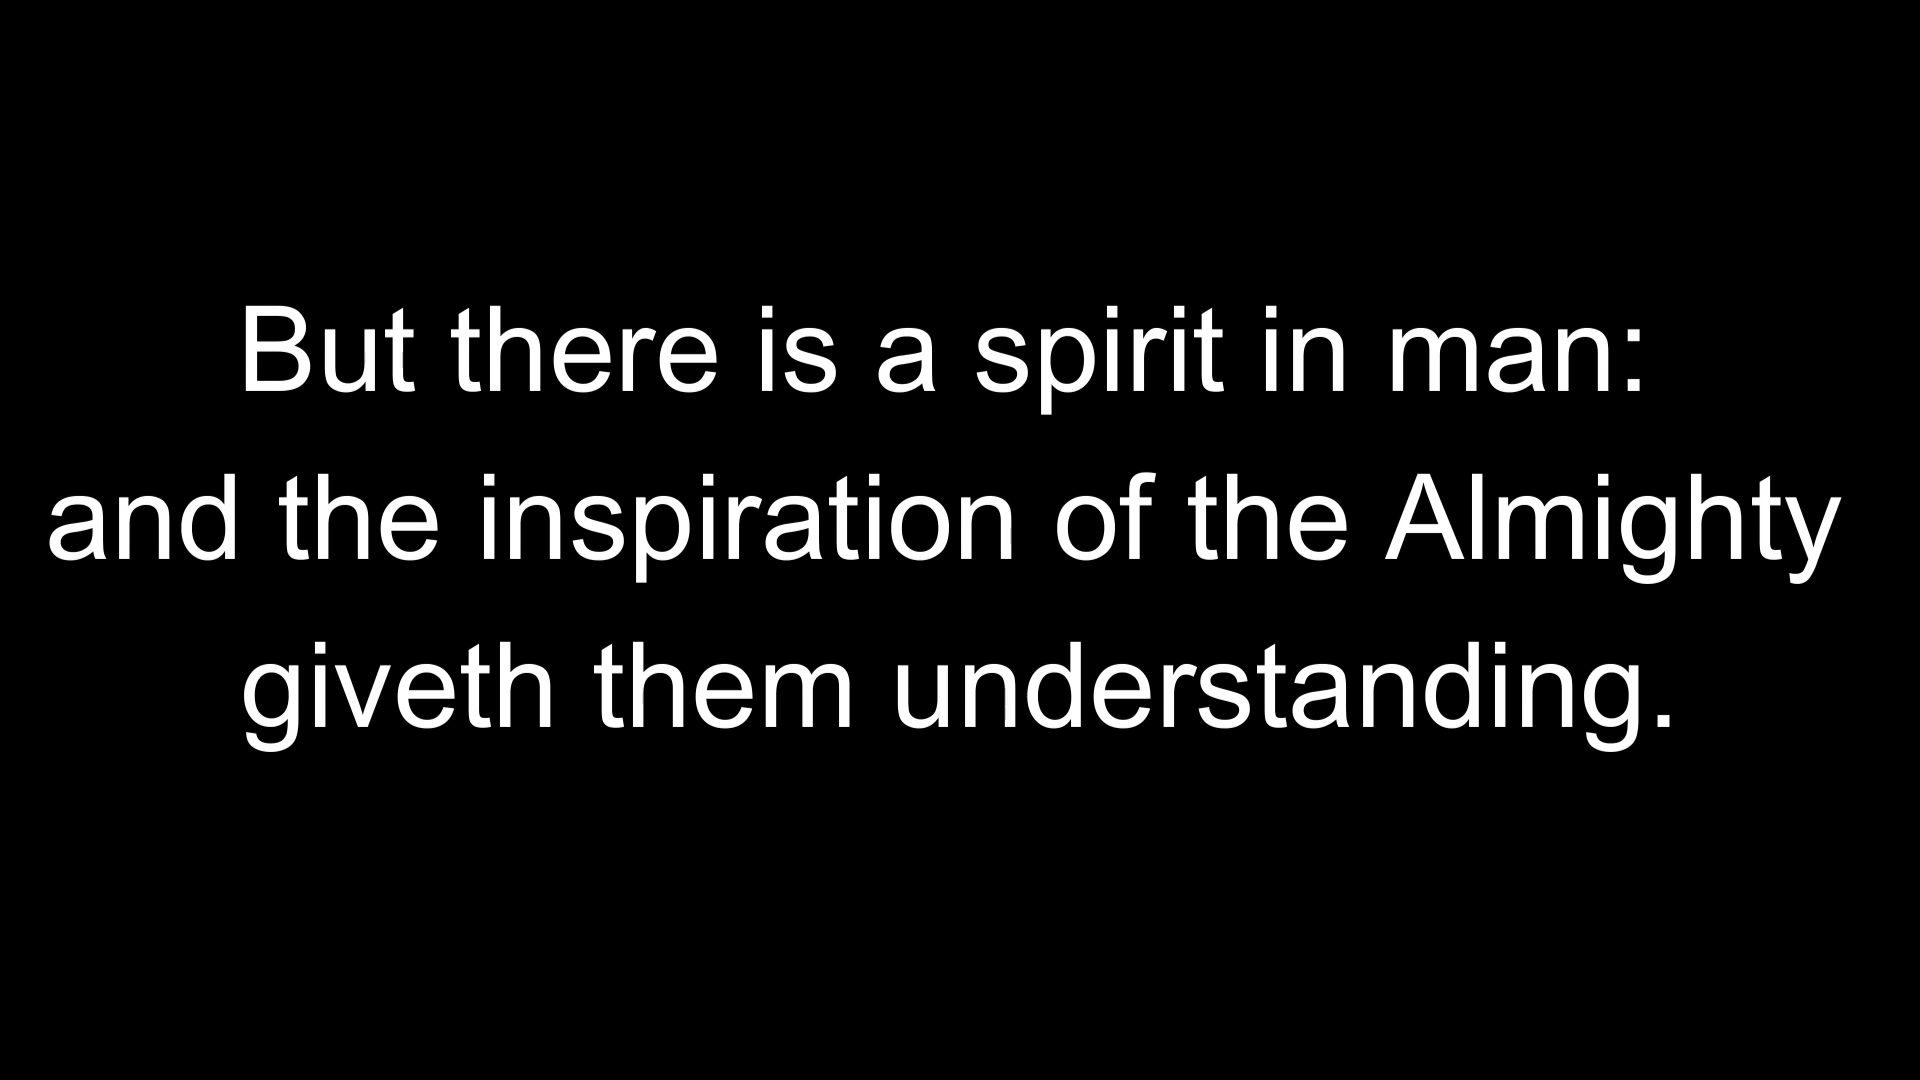 But there is a spirit in man:
and the inspiration of the Almighty
giveth them understanding.